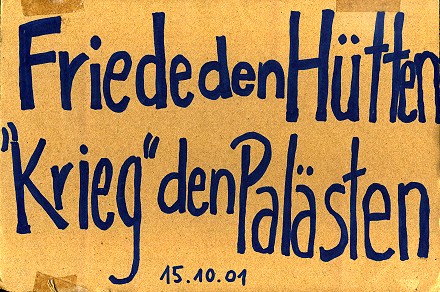 Friede den Hütten
"Krieg" den Palästen
15.10.01